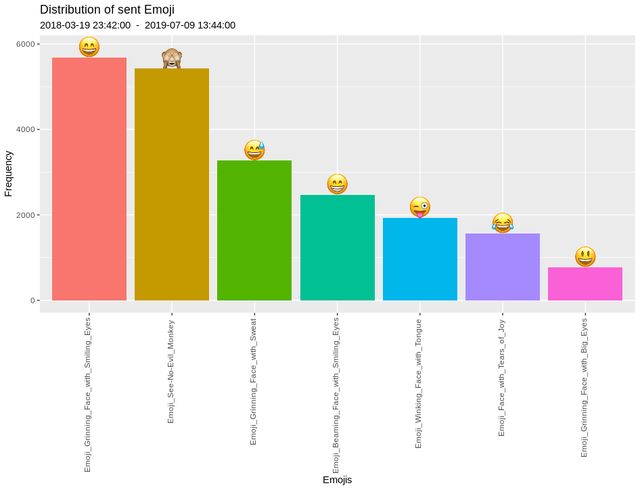 Distribution of sent Emoji
2018-03-19 23:42:00 - 2019-07-09 13:44:00
Frequency
6000
4000
2000
0
Emoji_Grinning_Face_with_Smiling_Eyes
Emoji_See-No-Evil_Monkey
Emoji_Grinning_Face_with_Sweat
Emoji_Beaming_Face_with_Smiling_Eyes
Emoji_Winking_Face_with_Tongue
Emoji_Face_with_Tears_of_Joy
Emoji_Grinning_Face_with_Big_Eyes
Emojis